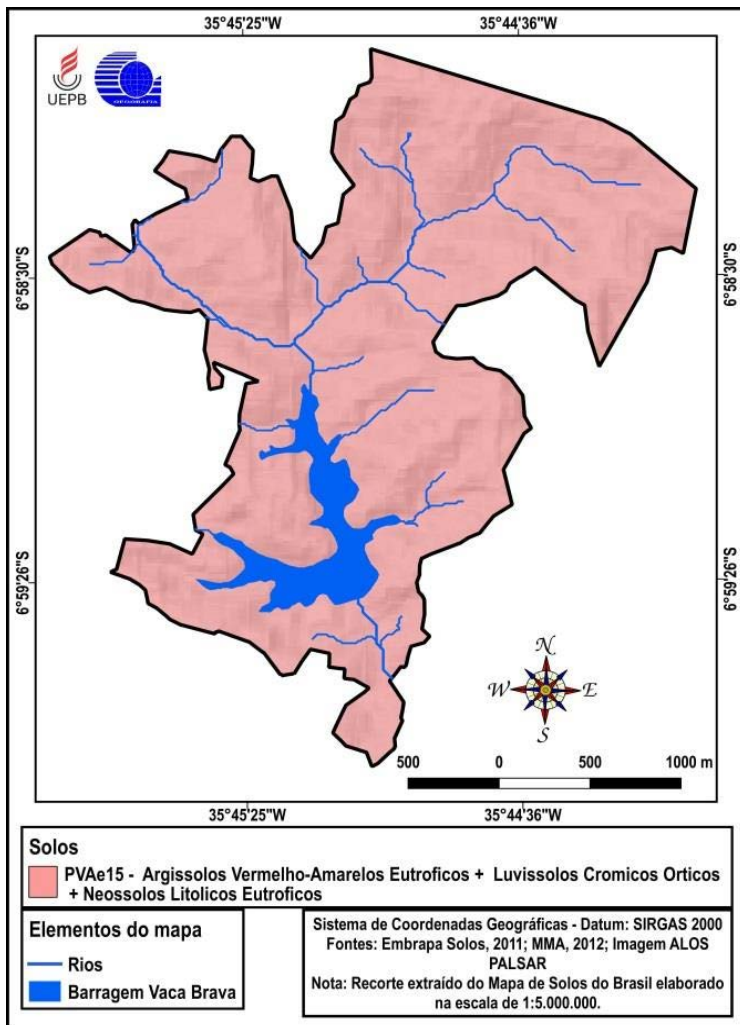 35°45'25"W
35°44'36"W
UEPB
GEOGRAFIA
6°58'30"S
6°58'30"S
6°59'26"S
6°59'26"S
N
W E
S
500 0 500 1000 m
35°45'25"W
35°44'36"W
Solos
PVAe15 - Argissolos Vermelho-Amarelos Eutroficos + Luvissolos Cromicos Orticos
+ Neossolos Litolicos Eutroficos
Elementos do mapa
Rios
Barragem Vaca Brava
Sistema de Coordenadas Geográficas - Datum: SIRGAS 2000
Fontes: Embrapa Solos, 2011; MMA, 2012; Imagem ALOS
PALSAR
Nota: Recorte extraído do Mapa de Solos do Brasil elaborado
na escala de 1:5.000.000.